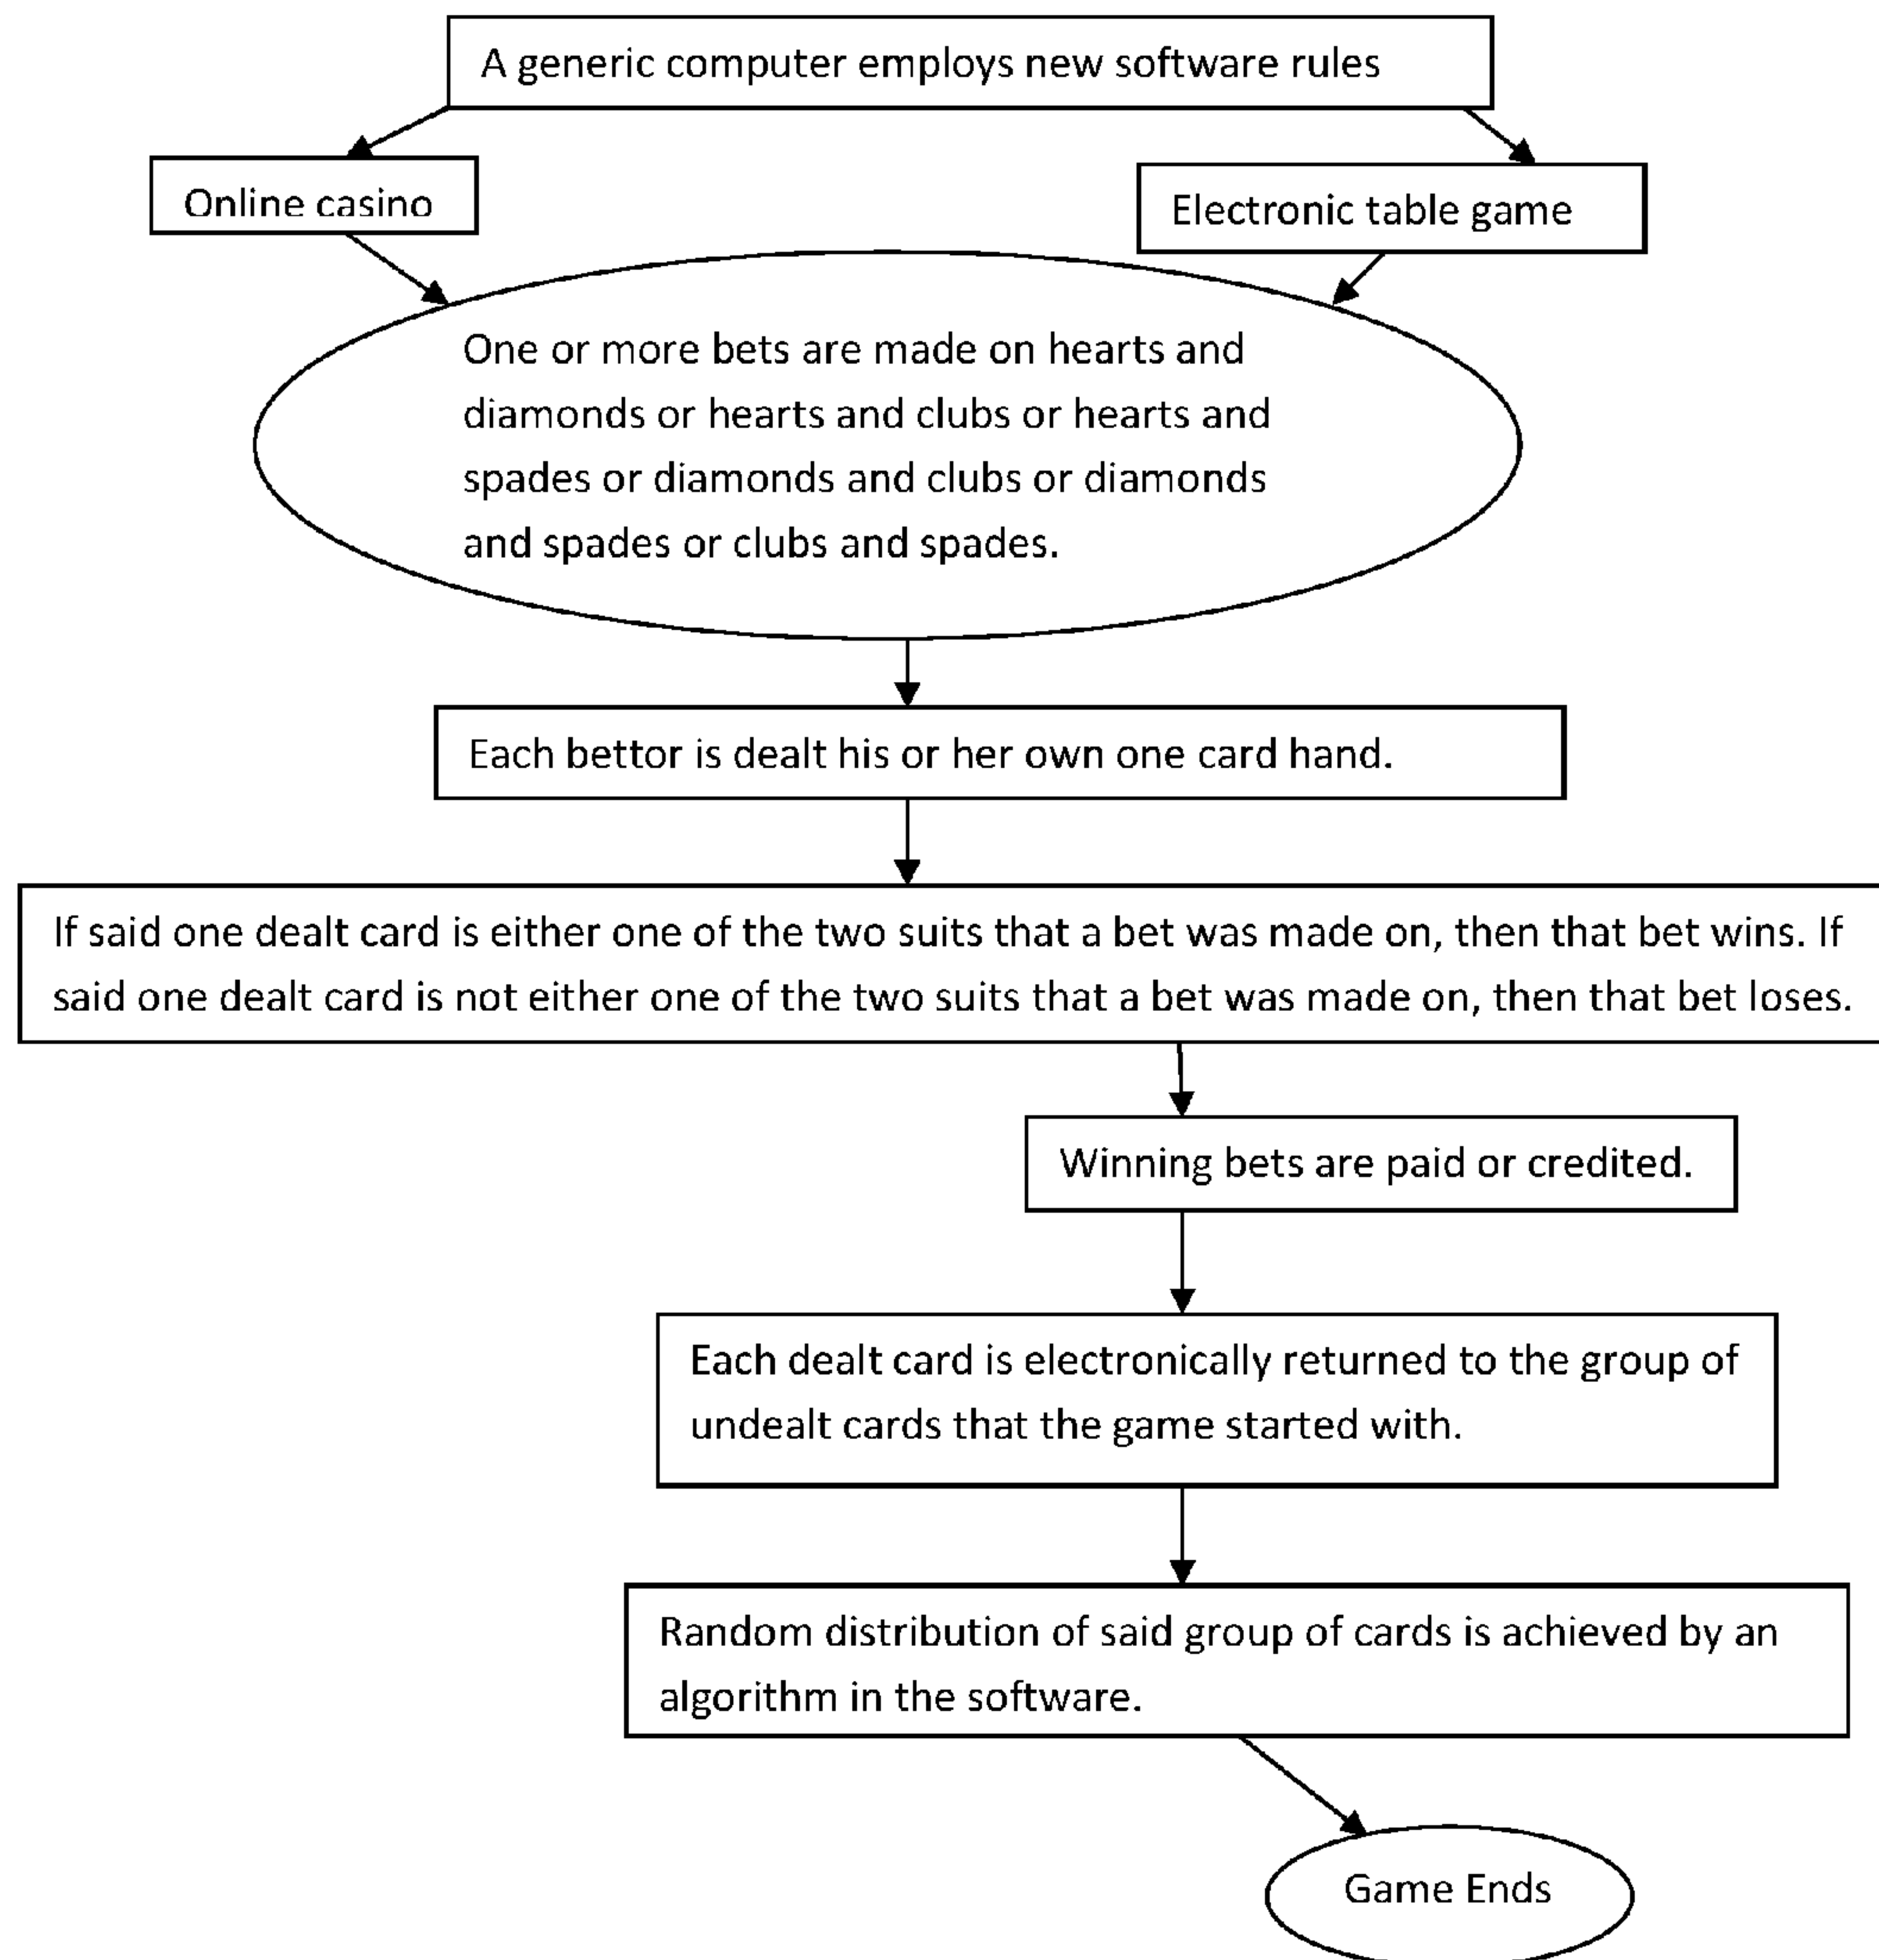 A generic computer employs new software rules
Online casino
Electronic table game
One or more bets are made on hearts and
diamonds or hearts and clubs or hearts and
spades or diamonds and clubs or diamonds
and spades or clubs and spades.
Each bettor is dealt his or her own one card hand.
If said one dealt card is either one of the two suits that a bet was made on, then that bet wins. If
said one dealt card is not either one of the two suits that a bet was made on, then that bet loses.
Winning bets are paid or credited.
Each dealt card is electronically returned to the group of
undealt cards that the game started with.
Random distribution of said group of cards is achieved by an
algorithm in the software.
Game Ends